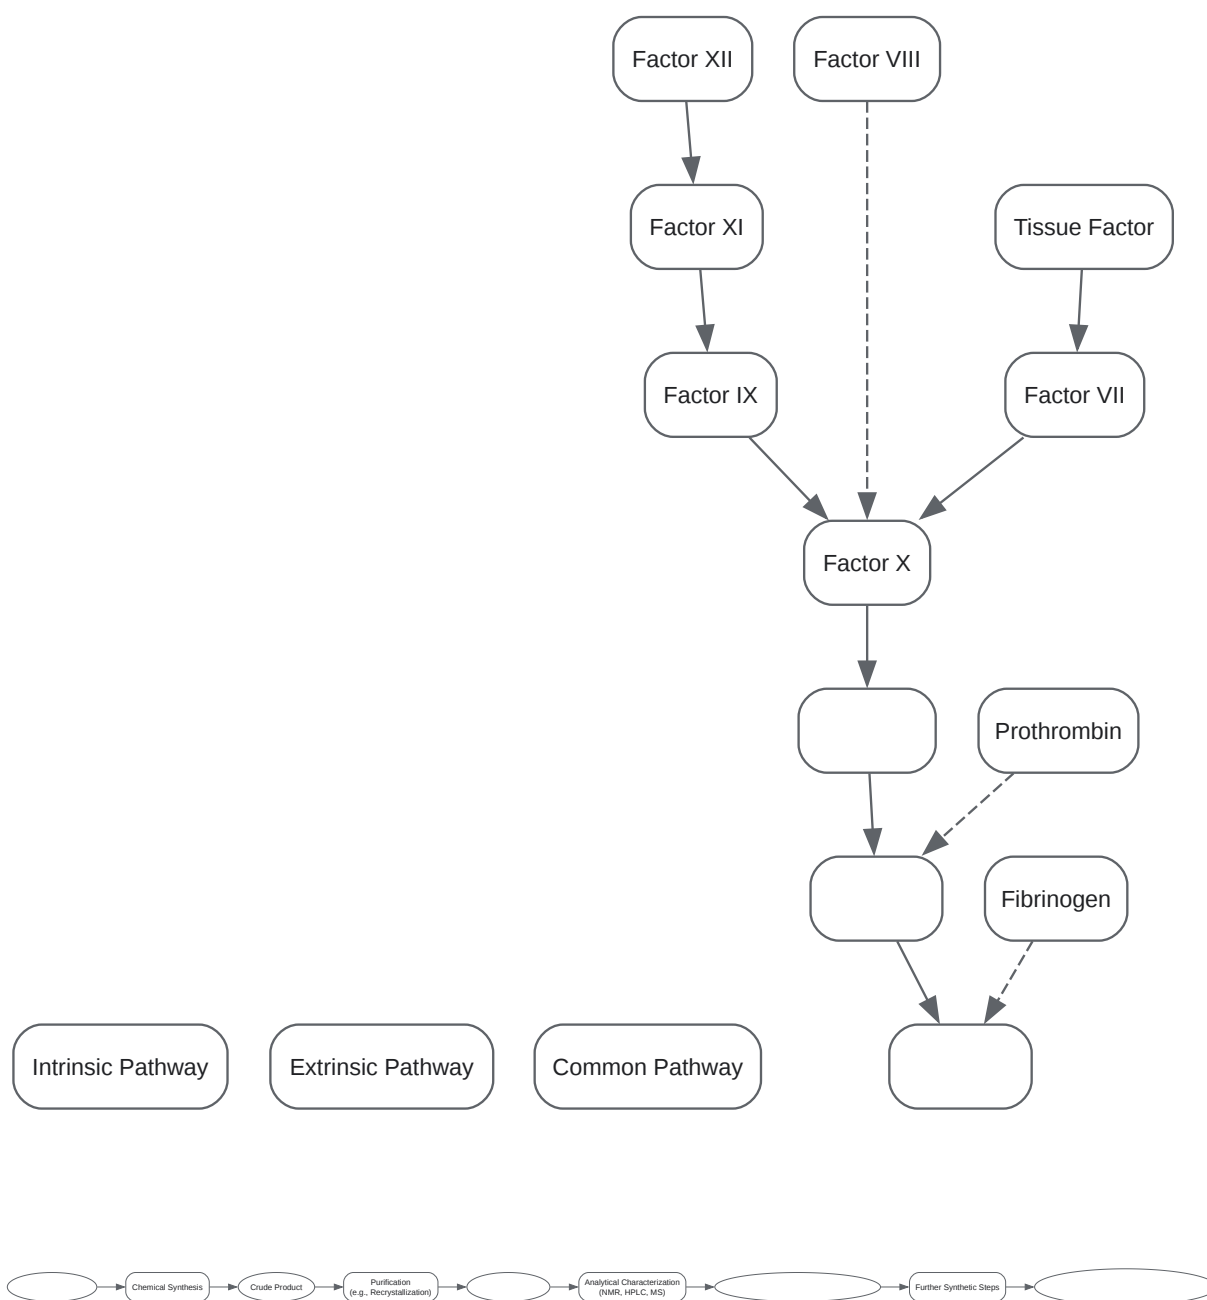 Factor XII
Factor VIII
Factor XI
Tissue Factor
Factor IX
Factor VII
Factor X
Prothrombin
Fibrinogen
Intrinsic Pathway
Extrinsic Pathway
Common Pathway
Chemical Synthesis
Crude Product
Purification
(e.g., Recrystallization)
Analytical Characterization
(NMR, HPLC, MS)
Further Synthetic Steps